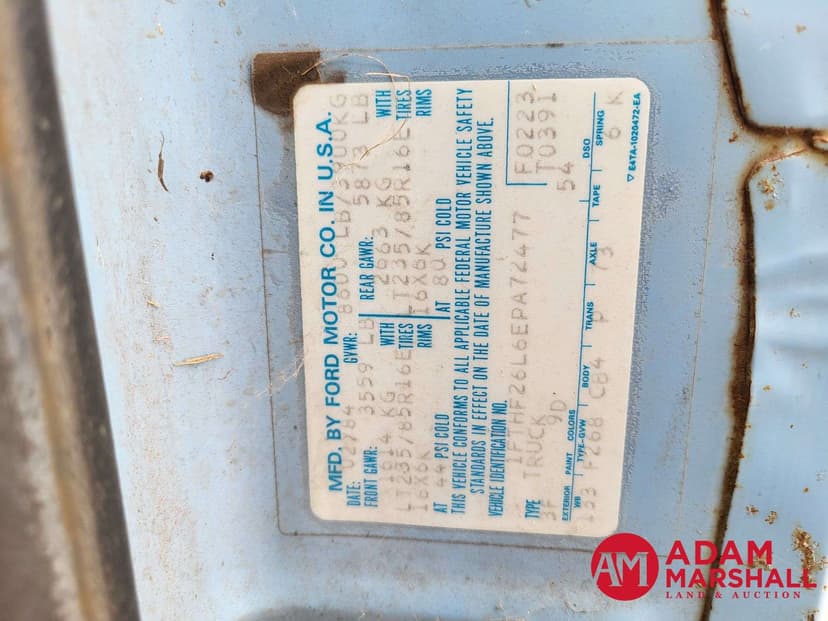 MFD. BY FORD MOTOR CO. IN U.S.A.
DATE: 02/84 GVWR: 8600 LB/3900KG
FRONT GAWR: 3559 LB REAR GAWR: 5873 LB
1614 KG WITH 2663 KG WITH
LT235/85R16E TIRES LT235/85R16E TIRES
16X6K RIMS 16X6K RIMS
AT 44 PSI COLD AT 80 PSI COLD
THIS VEHICLE CONFORMS TO ALL APPLICABLE FEDERAL MOTOR VEHICLE SAFETY
STANDARDS IN EFFECT ON THE DATE OF MANUFACTURE SHOWN ABOVE.
VEHICLE IDENTIFICATION NO.
1FTHF26L6EPA72477 F0223
TYPE TRUCK T0391
3F 9D 54
EXTERIOR PAINT COLORS DSO
WB TYPE-GVW BODY TRANS AXLE TAPE SPRING
133 F268 CB4 P 73 6 K
▽ E4TA-1020472-EA
AM ADAM
MARSHALL
LAND & AUCTION